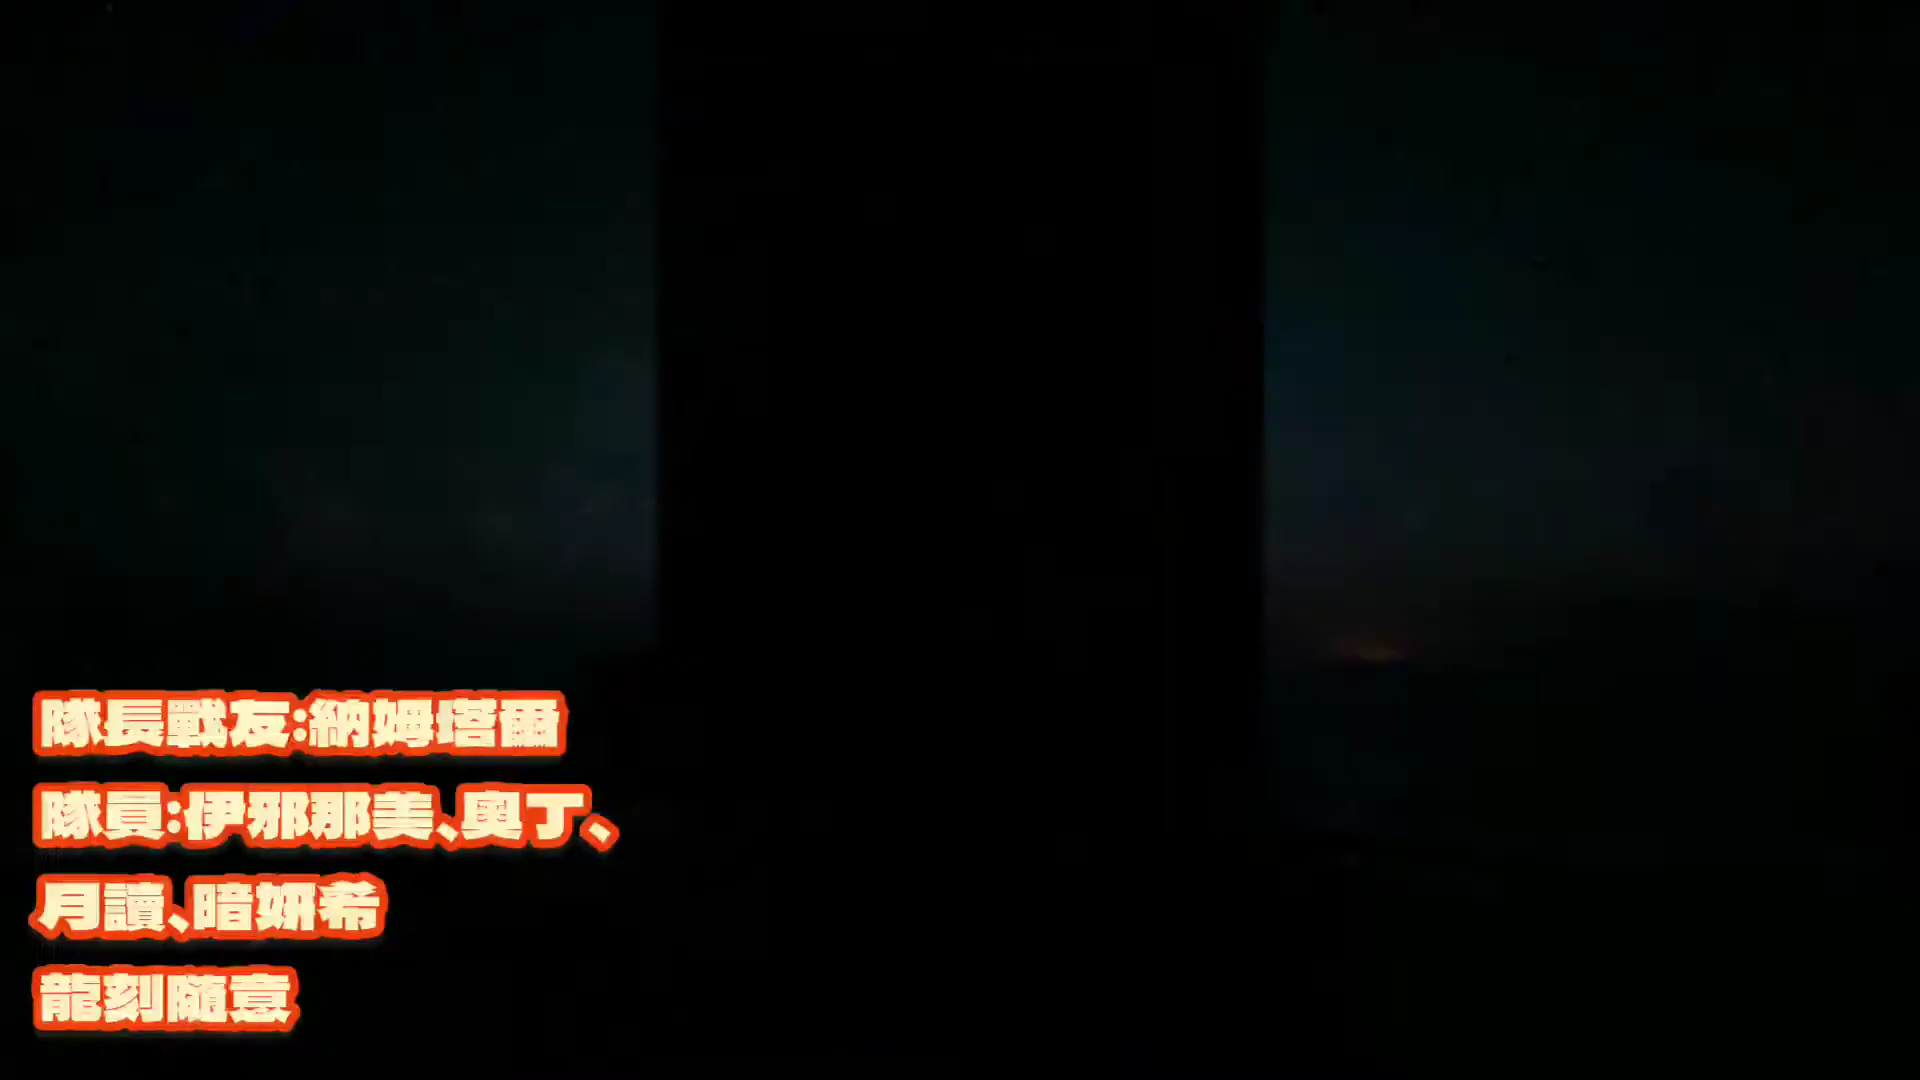 隊長戰友:納姆塔爾
隊員:伊邪那美、奧丁、
月讀、暗妍希
龍刻隨意